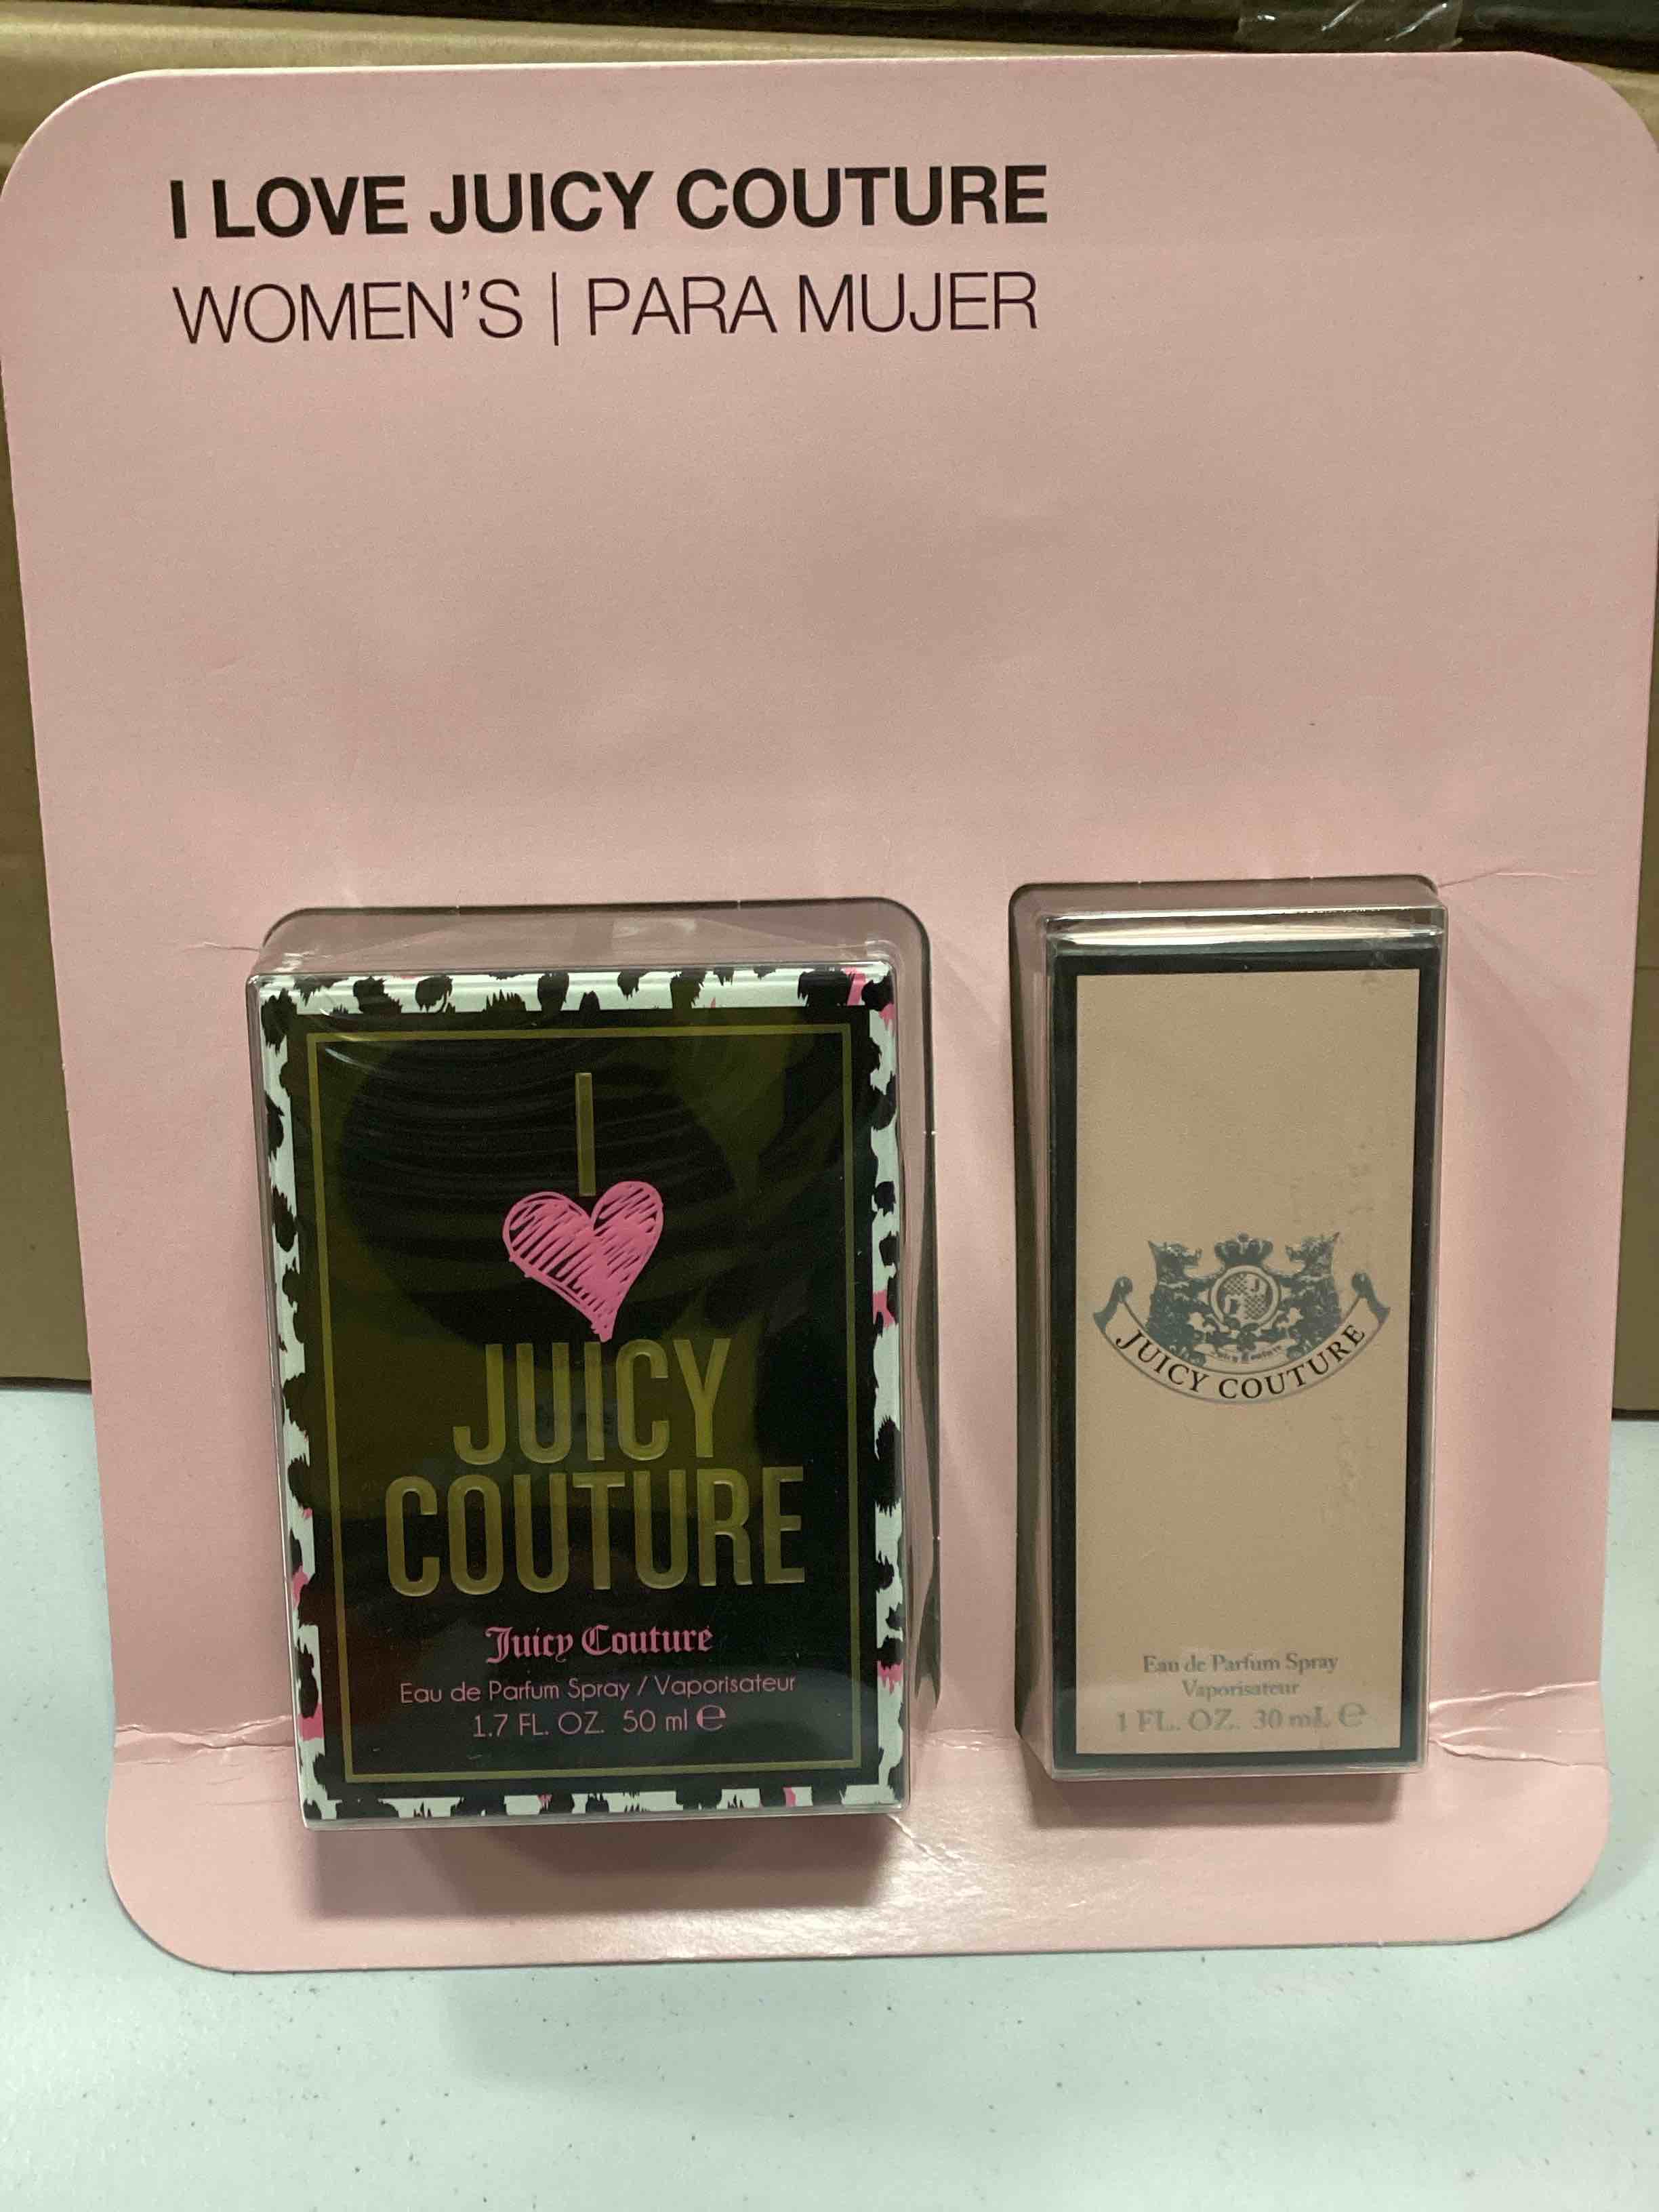 I LOVE JUICY COUTURE
WOMEN'S | PARA MUJER
I
JUICY
COUTURE
Juicy Couture
Eau de Parfum Spray / Vaporisateur
1.7 FL. OZ. 50 ml ℮
JUICY COUTURE
Eau de Parfum Spray
Vaporisateur
1 FL. OZ. 30 mL ℮